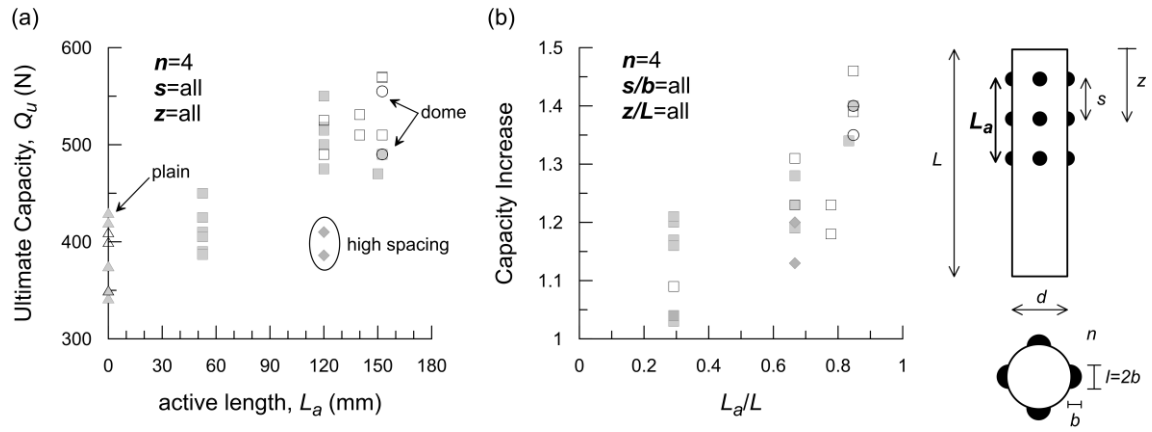 (a)
Ultimate Capacity, Qu (N)
600
500
400
300
n=4
s=all
z=all
plain
dome
high spacing
0 30 60 90 120 150 180
active length, La (mm)
(b)
Capacity Increase
1.5
1.4
1.3
1.2
1.1
1
n=4
s/b=all
z/L=all
0 0.2 0.4 0.6 0.8 1
La/L
z
s
La
L
d
n
l=2b
b